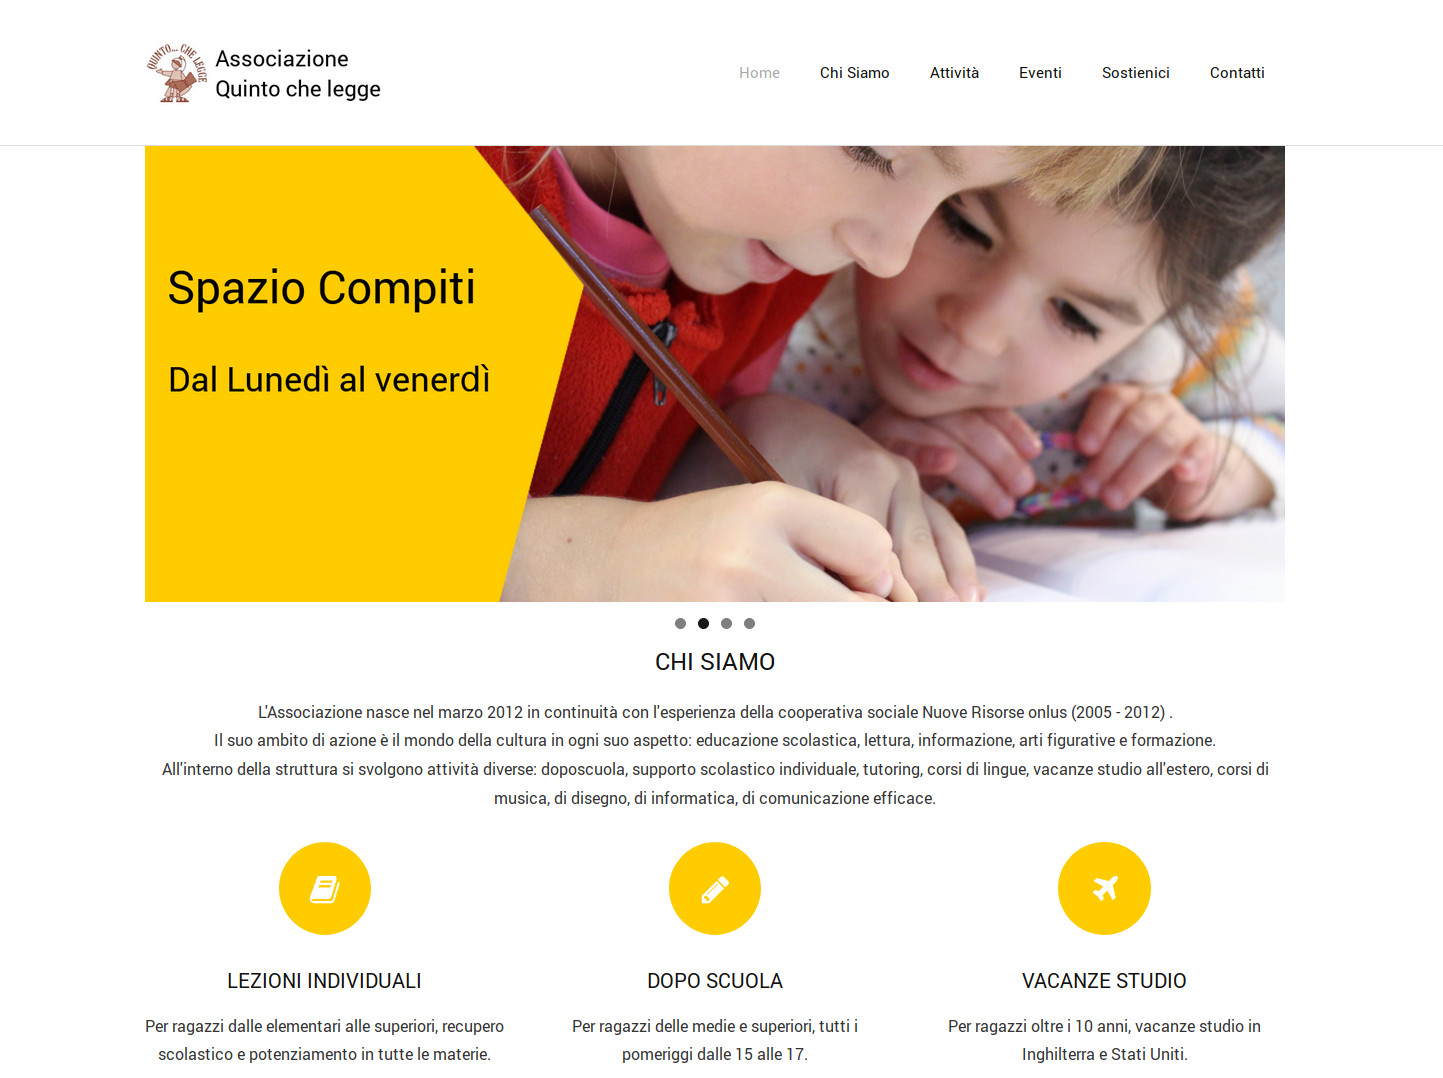 QUINTO... CHE LEGGE
Associazione
Quinto che legge
Home
Chi Siamo
Attività
Eventi
Sostienici
Contatti
Spazio Compiti
Dal Lunedì al venerdì
CHI SIAMO
L'Associazione nasce nel marzo 2012 in continuità con l'esperienza della cooperativa sociale Nuove Risorse onlus (2005 - 2012) .
Il suo ambito di azione è il mondo della cultura in ogni suo aspetto: educazione scolastica, lettura, informazione, arti figurative e formazione.
All'interno della struttura si svolgono attività diverse: doposcuola, supporto scolastico individuale, tutoring, corsi di lingue, vacanze studio all'estero, corsi di
musica, di disegno, di informatica, di comunicazione efficace.
LEZIONI INDIVIDUALI
Per ragazzi dalle elementari alle superiori, recupero
scolastico e potenziamento in tutte le materie.
DOPO SCUOLA
Per ragazzi delle medie e superiori, tutti i
pomeriggi dalle 15 alle 17.
VACANZE STUDIO
Per ragazzi oltre i 10 anni, vacanze studio in
Inghilterra e Stati Uniti.